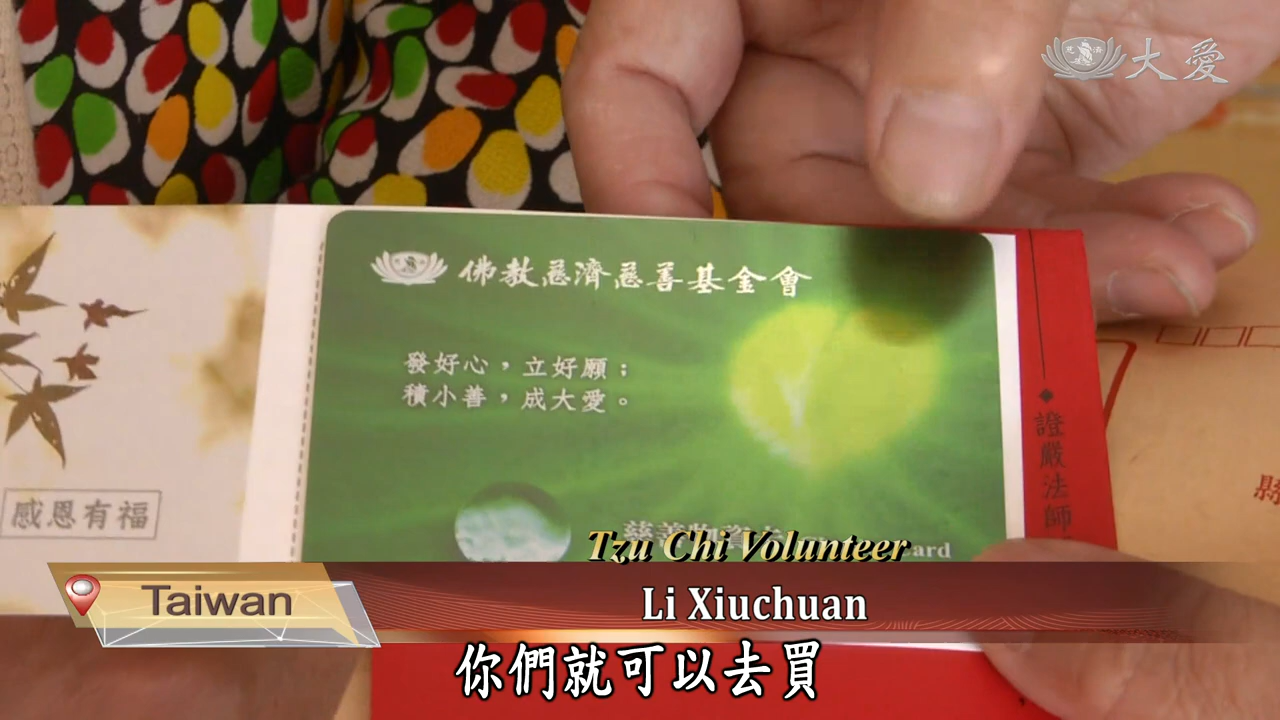 大愛
佛教慈濟慈善基金會
發好心，立好願；
積小善，成大愛。
感恩有福
證嚴法師
Tzu Chi Volunteer
Li Xiuchuan
Taiwan
你們就可以去買